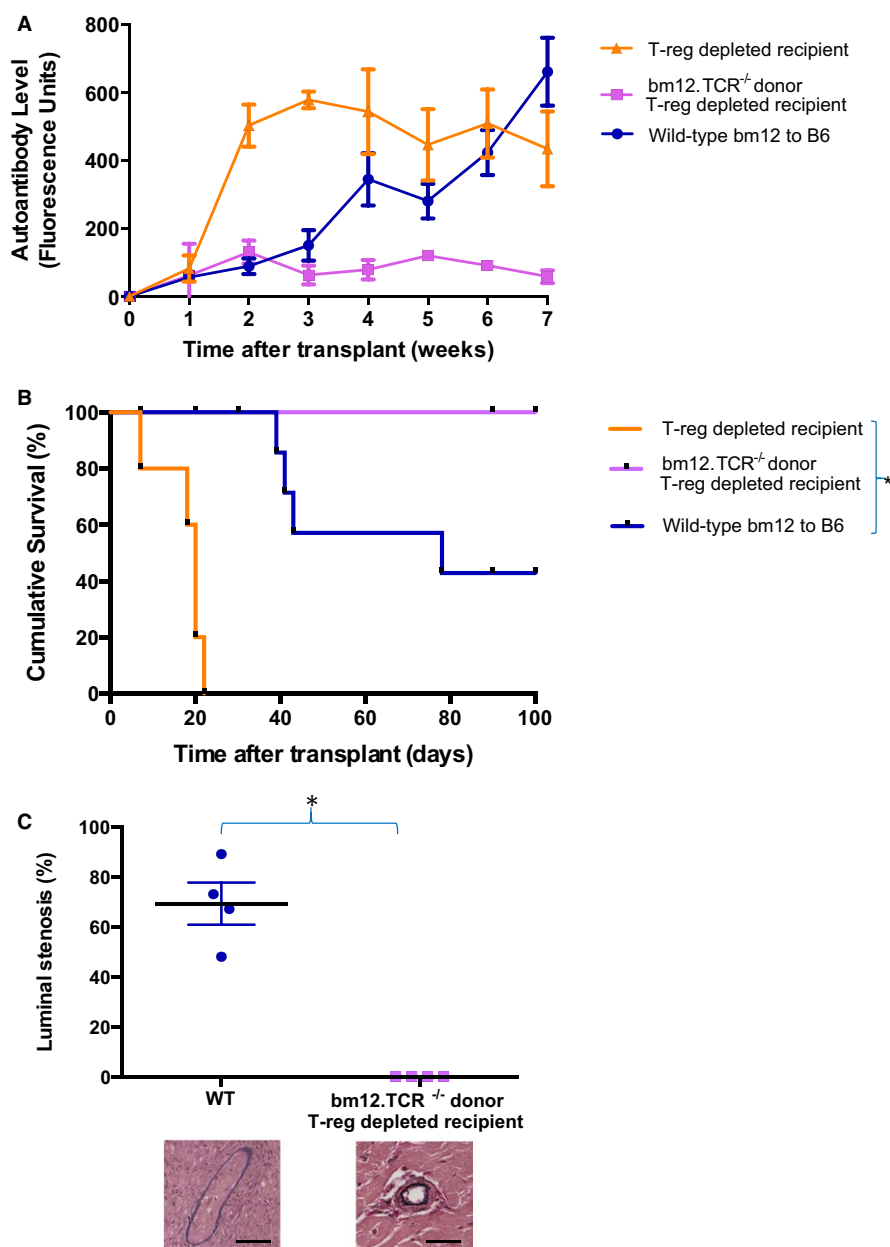 A
Autoantibody Level
(Fluorescence Units)
800
600
400
200
0
0 1 2 3 4 5 6 7
Time after transplant (weeks)
T-reg depleted recipient
bm12.TCR-/- donor
T-reg depleted recipient
Wild-type bm12 to B6
B
Cumulative Survival (%)
100
80
60
40
20
0
0 20 40 60 80 100
Time after transplant (days)
T-reg depleted recipient
bm12.TCR-/- donor
T-reg depleted recipient
Wild-type bm12 to B6
*
C
*
Luminal stenosis (%)
100
80
60
40
20
0
WT
bm12.TCR -/- donor
T-reg depleted recipient